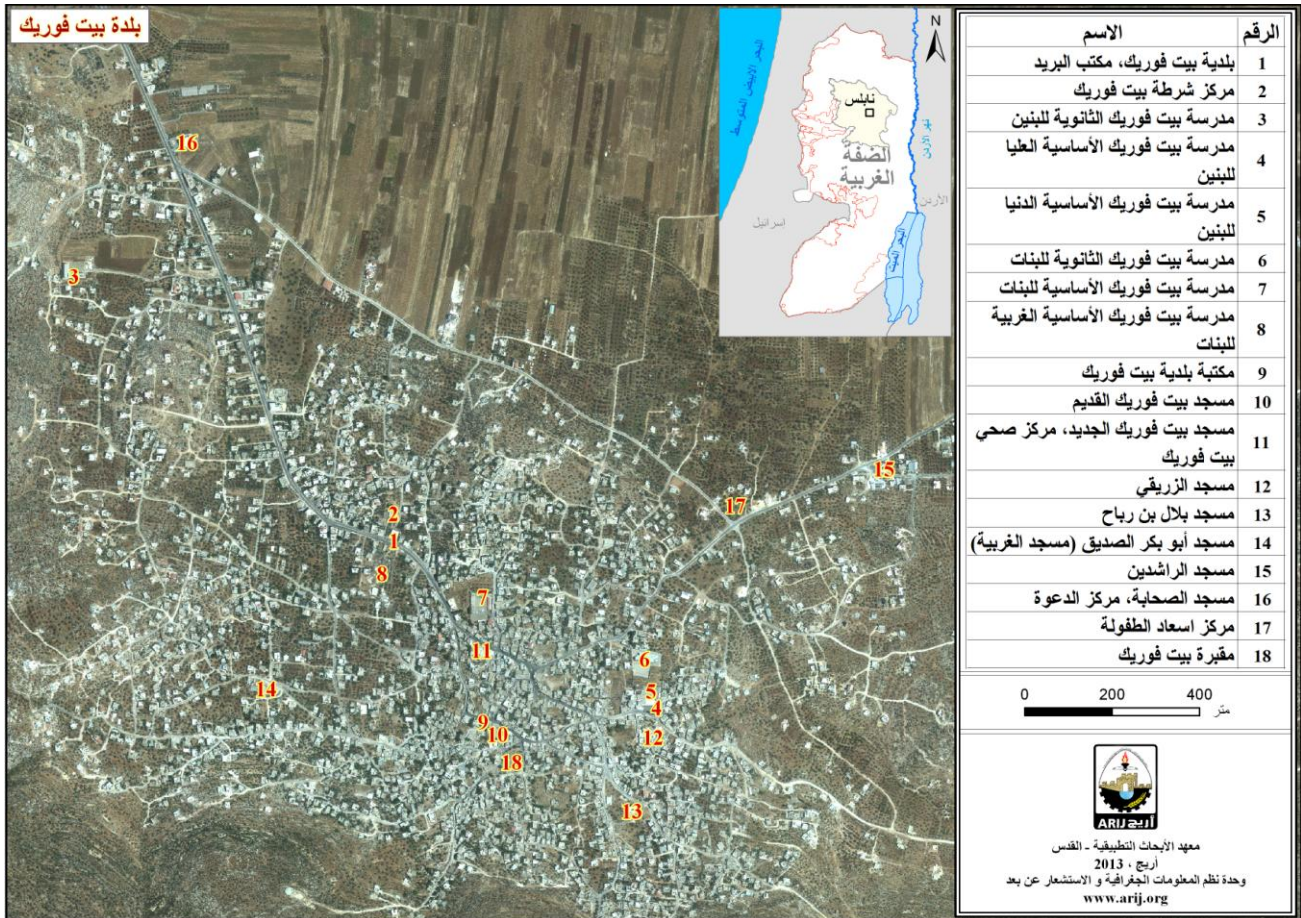 بلدة بيت فوريك
البحر الابيض المتوسط
N
نابلس
نهر الاردن
الضفة
الغربية
الأردن
اسرائيل
البحر الميت
16
3
15
17
2
1
8
7
11
6
14
5
4
9
10
12
18
13
الرقم الاسم
1 بلدية بيت فوريك، مكتب البريد
2 مركز شرطة بيت فوريك
3 مدرسة بيت فوريك الثانوية للبنين
4 مدرسة بيت فوريك الأساسية العليا
للبنين
5 مدرسة بيت فوريك الأساسية الدنيا
للبنين
6 مدرسة بيت فوريك الثانوية للبنات
7 مدرسة بيت فوريك الأساسية للبنات
8 مدرسة بيت فوريك الأساسية الغربية
للبنات
9 مكتبة بلدية بيت فوريك
10 مسجد بيت فوريك القديم
11 مسجد بيت فوريك الجديد، مركز صحي
بيت فوريك
12 مسجد الزريقي
13 مسجد بلال بن رباح
14 مسجد أبو بكر الصديق (مسجد الغربية)
15 مسجد الراشدين
16 مسجد الصحابة، مركز الدعوة
17 مركز اسعاد الطفولة
18 مقبرة بيت فوريك
0 200 400
متر
ARIJ أريج
معهد الأبحاث التطبيقية - القدس
أريج ، 2013
وحدة نظم المعلومات الجغرافية و الاستشعار عن بعد
www.arij.org